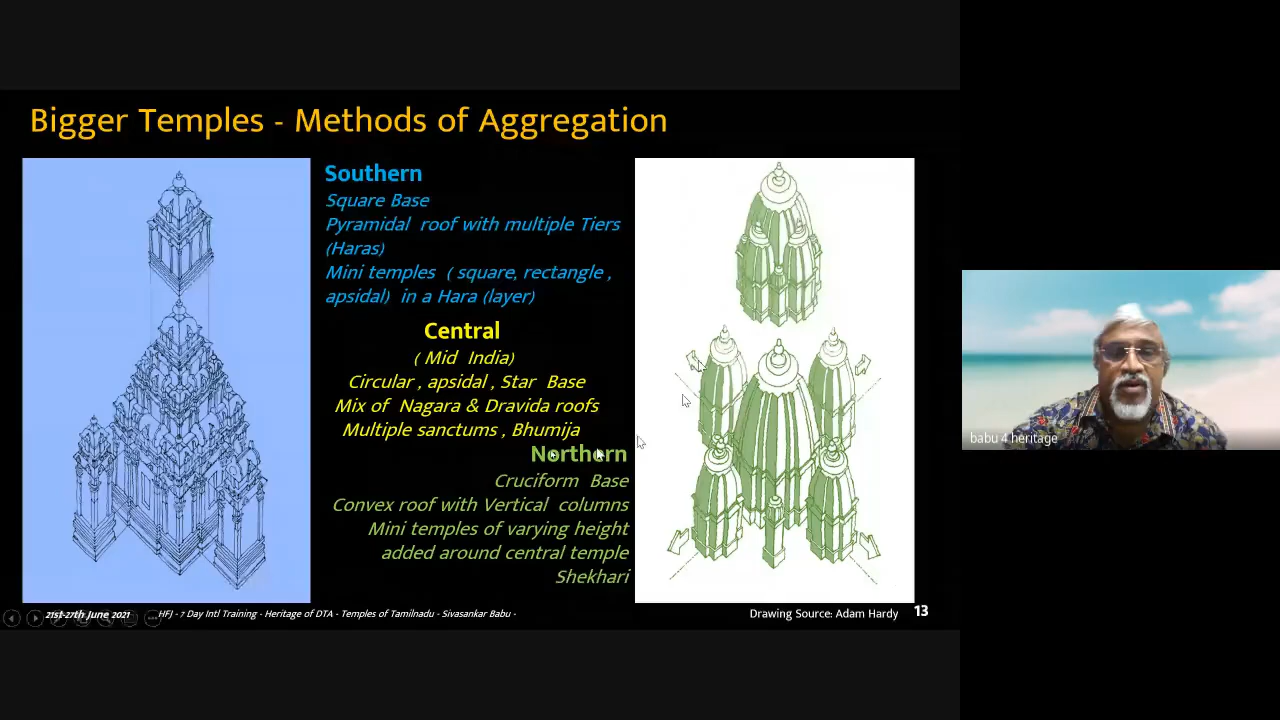 Bigger Temples - Methods of Aggregation
Southern
Square Base
Pyramidal roof with multiple Tiers
(Haras)
Mini temples ( square, rectangle ,
apsidal) in a Hara (layer)
Central
( Mid India)
Circular , apsidal , Star Base
Mix of Nagara & Dravida roofs
Multiple sanctums , Bhumija
Northern
Cruciform Base
Convex roof with Vertical columns
Mini temples of varying height
added around central temple
Shekhari
babu 4 heritage
21st-27th June 2021
HFJ - 7 Day Intl Training - Heritage of DTA - Temples of Tamilnadu - Sivasankar Babu -
Drawing Source: Adam Hardy
13